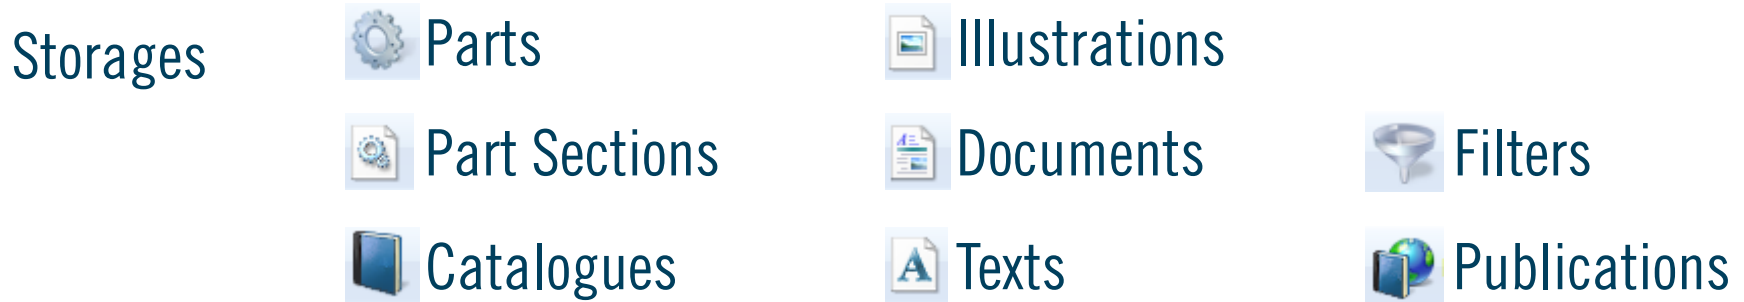 Storages
Parts
Illustrations
Part Sections
Documents
Filters
Catalogues
Texts
Publications